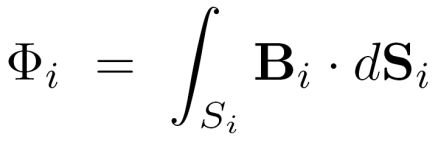 Φ_i = ∫_{S_i} 𝐁_i · d𝐒_i